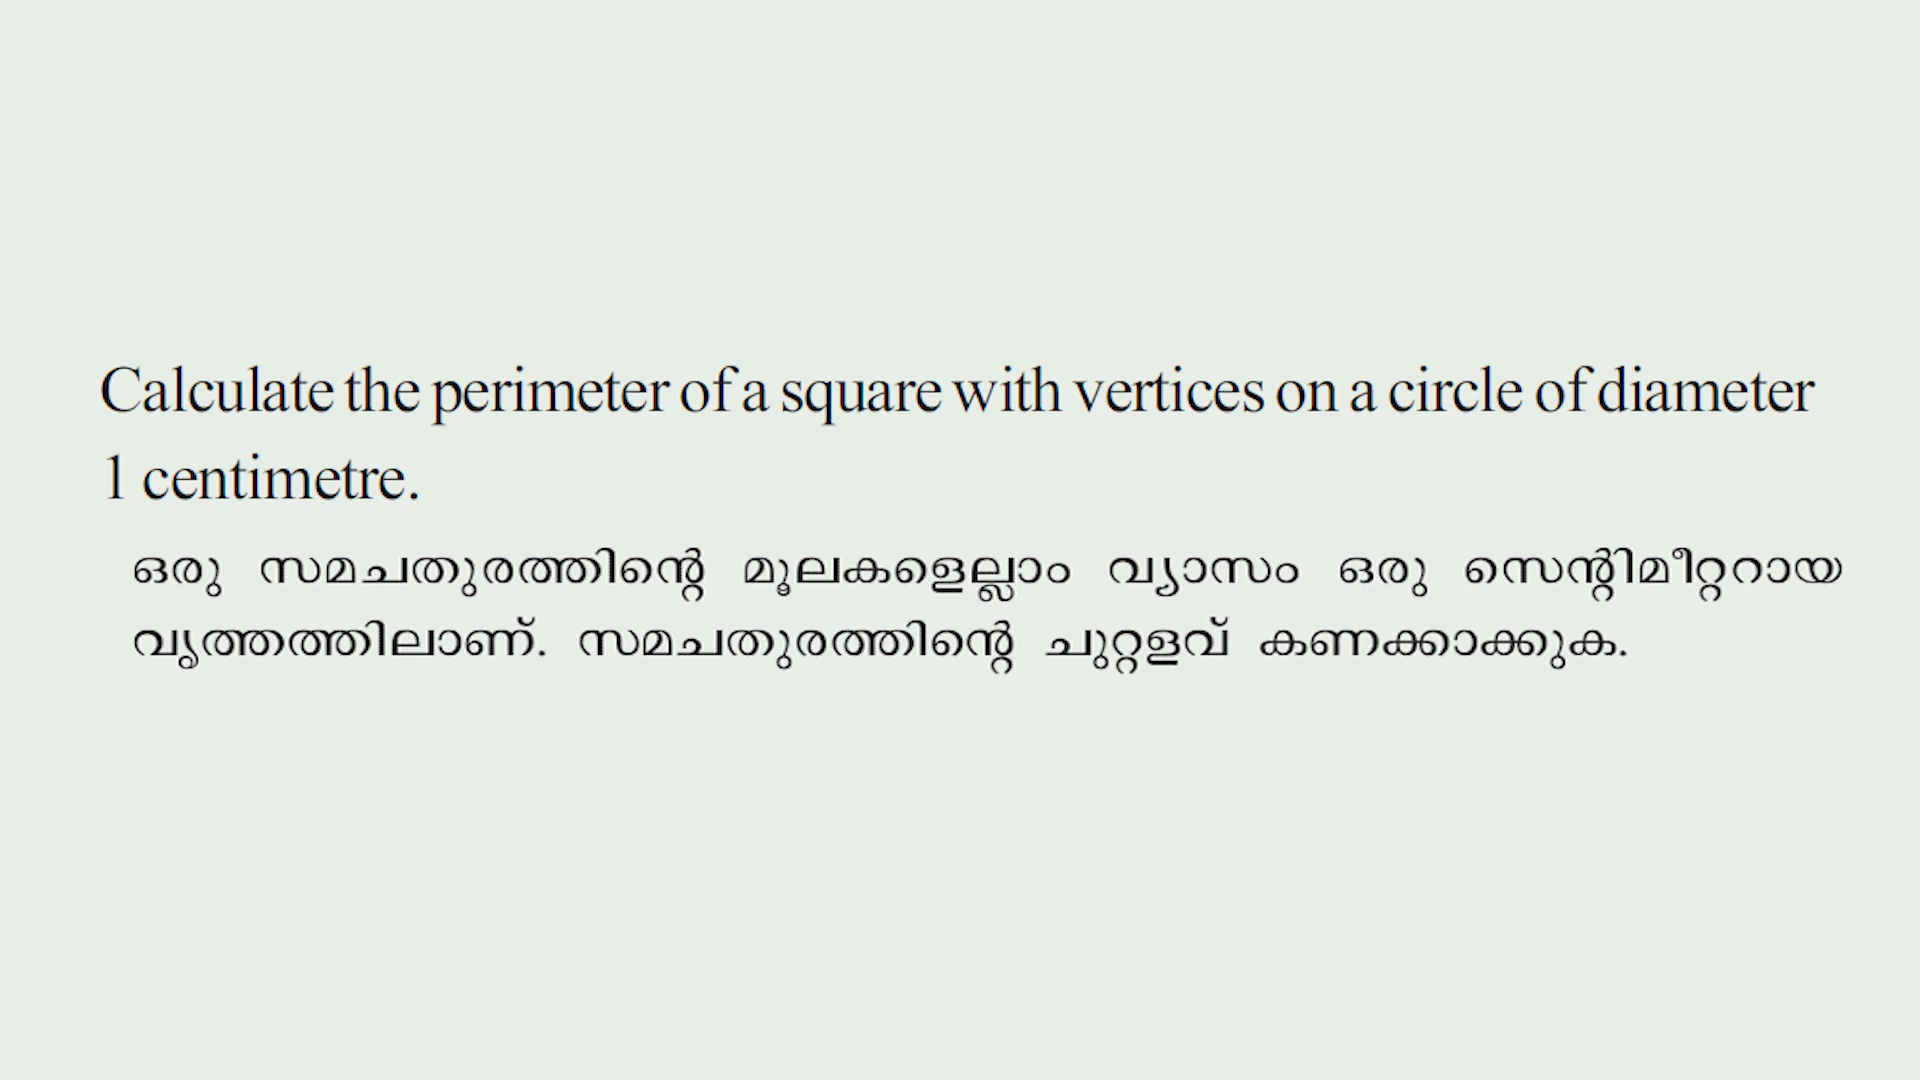 Calculate the perimeter of a square with vertices on a circle of diameter
1 centimetre.
ഒരു സമചതുരത്തിന്റെ മൂലകളെല്ലാം വ്യാസം ഒരു സെന്റിമീറ്ററായ
വൃത്തത്തിലാണ്. സമചതുരത്തിന്റെ ചുറ്റളവ് കണക്കാക്കുക.